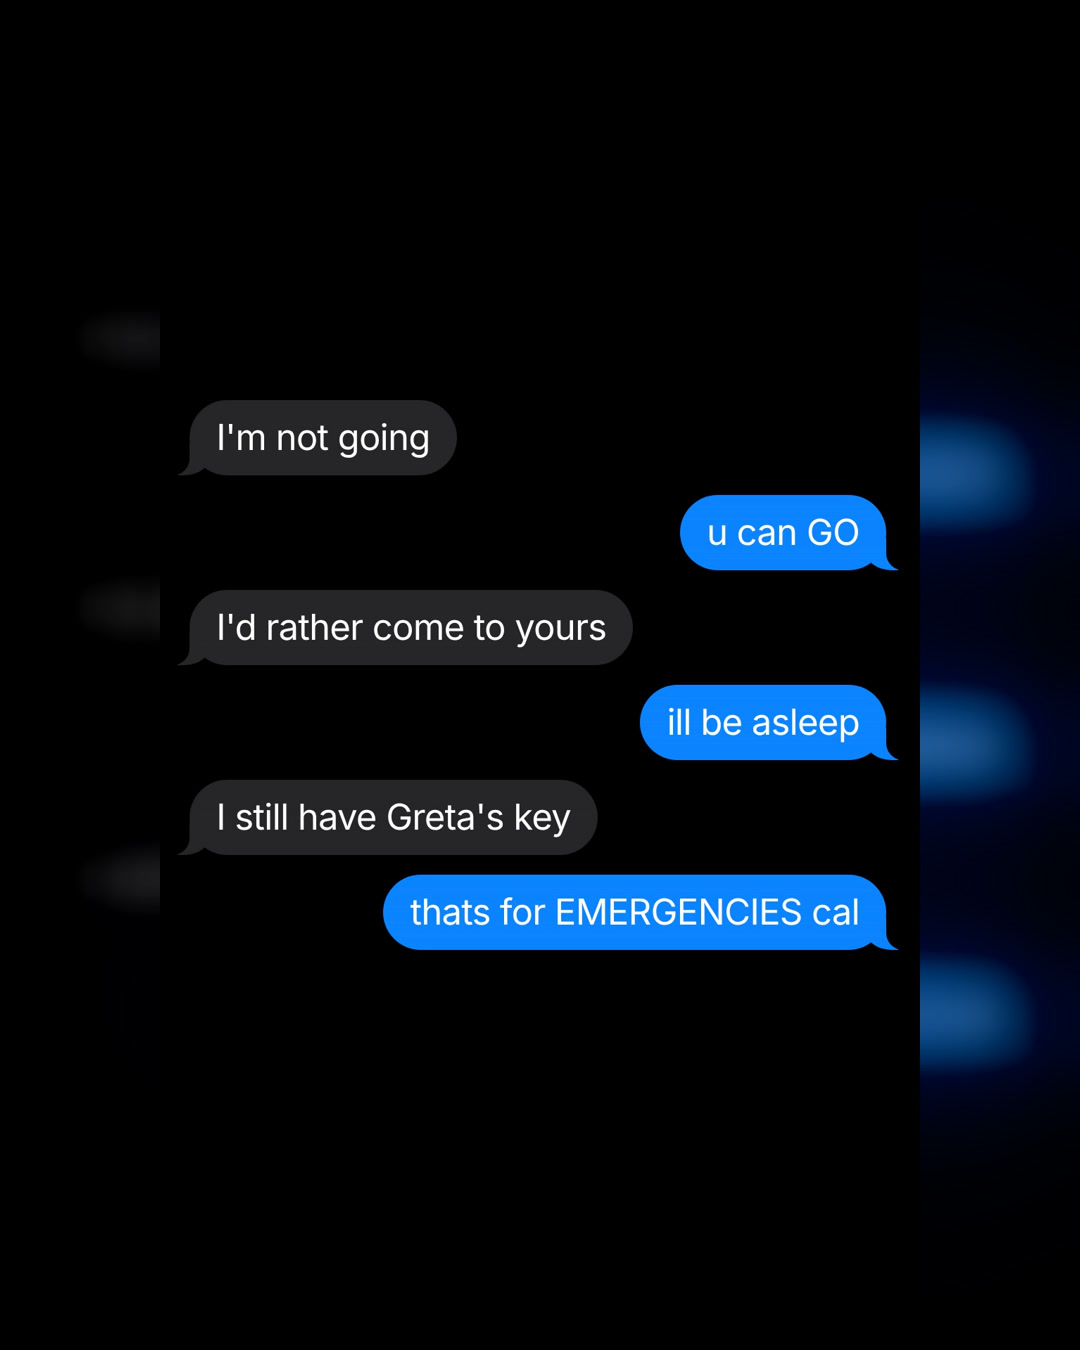 I'm not going
u can GO
I'd rather come to yours
ill be asleep
I still have Greta's key
thats for EMERGENCIES cal